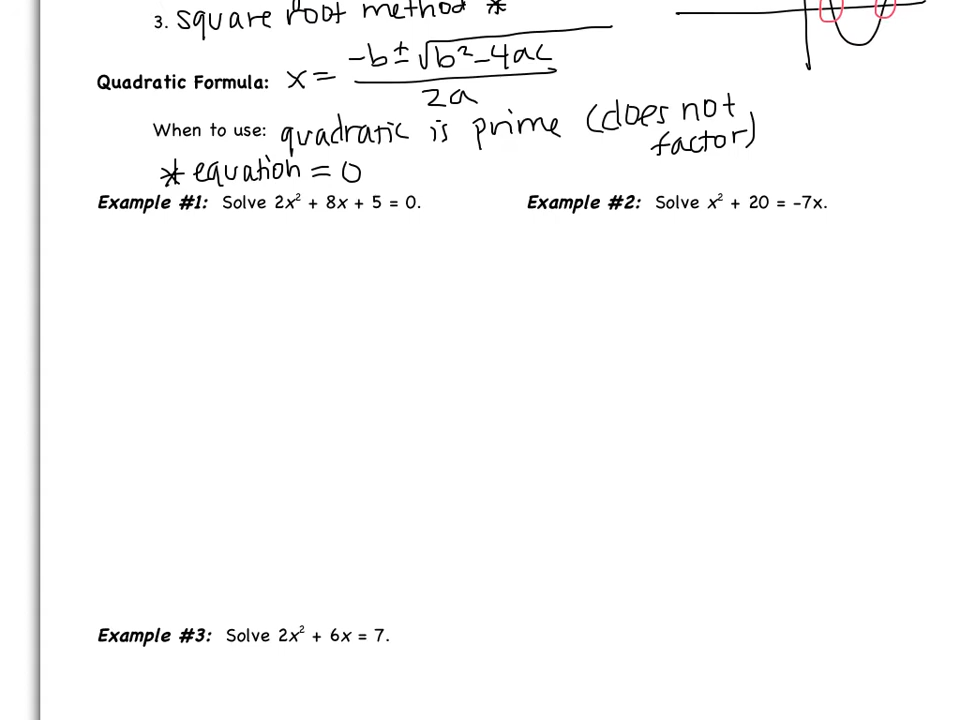 3. square root method *
Quadratic Formula: x = -b ± √b² - 4ac / 2a
When to use: quadratic is prime (does not factor)
* equation = 0
Example #1: Solve 2x² + 8x + 5 = 0.
Example #2: Solve x² + 20 = -7x.
Example #3: Solve 2x² + 6x = 7.